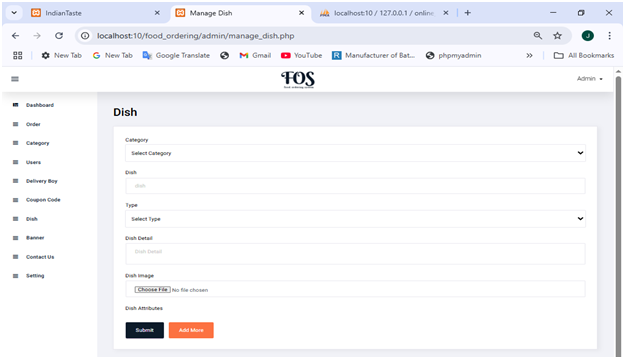 IndianTaste
Manage Dish
localhost:10 / 127.0.0.1 / online
localhost:10/food_ordering/admin/manage_dish.php
J
New Tab
New Tab
Google Translate
Gmail
YouTube
Manufacturer of Bat...
phpmyadmin
All Bookmarks
FOS
Admin
Dashboard
Order
Category
Users
Delivery Boy
Coupon Code
Dish
Banner
Contact Us
Setting
Dish
Category
Select Category
Dish
dish
Type
Select Type
Dish Detail
Dish Detail
Dish Image
Choose File No file chosen
Dish Attributes
Submit
Add More